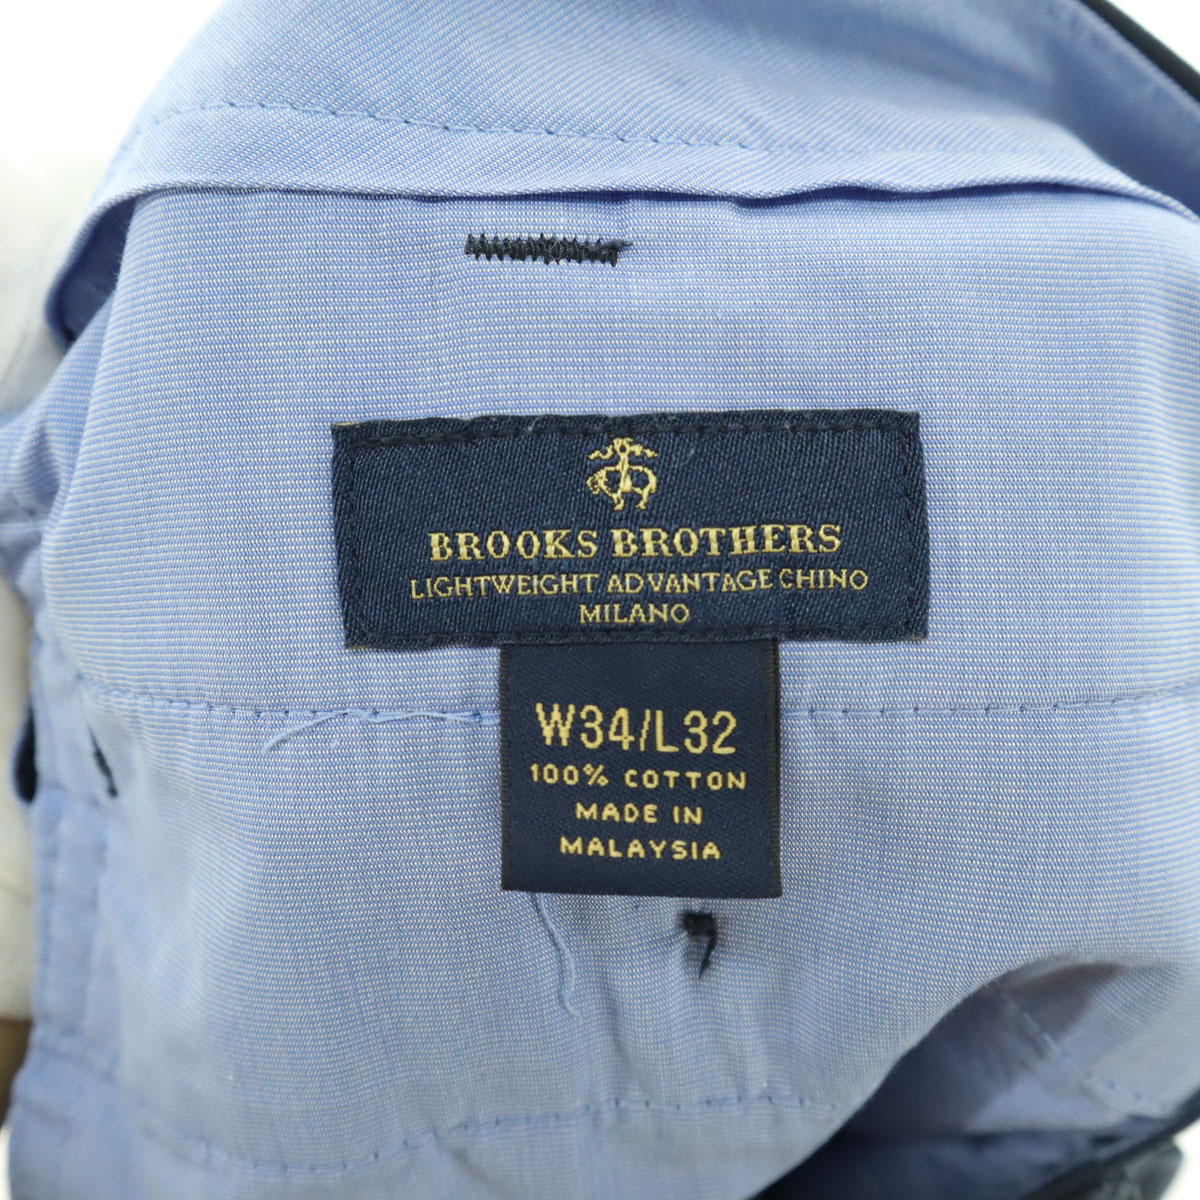 BROOKS BROTHERS
LIGHTWEIGHT ADVANTAGE CHINO
MILANO
W34/L32
100% COTTON
MADE IN
MALAYSIA